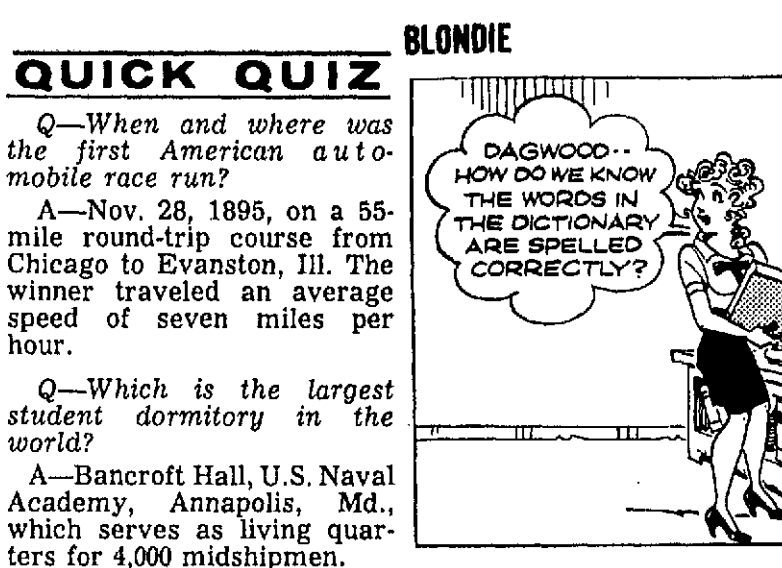 QUICK QUIZ
Q—When and where was
the first American auto-
mobile race run?
A—Nov. 28, 1895, on a 55-
mile round-trip course from
Chicago to Evanston, Ill. The
winner traveled an average
speed of seven miles per
hour.
Q—Which is the largest
student dormitory in the
world?
A—Bancroft Hall, U.S. Naval
Academy, Annapolis, Md.,
which serves as living quar-
ters for 4,000 midshipmen.
BLONDIE
DAGWOOD--
HOW DO WE KNOW
THE WORDS IN
THE DICTIONARY
ARE SPELLED
CORRECTLY?